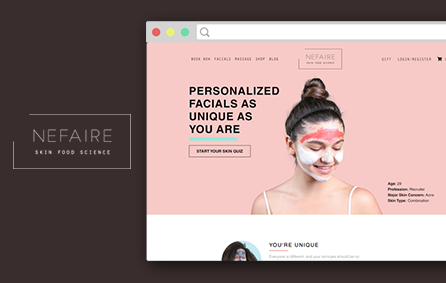 NEFAIRE
SKIN FOOD SCIENCE
BOOK NOW FACIALS MASSAGE SHOP BLOG
NEFAIRE
SKIN FOOD SCIENCE
GIFT LOGIN/REGISTER
PERSONALIZED
FACIALS AS
UNIQUE AS
YOU ARE
START YOUR SKIN QUIZ
Age: 29
Profession: Recruiter
Major Skin Concern: Acne
Skin Type: Combination
YOU'RE UNIQUE
Everyone is different and your services should be to